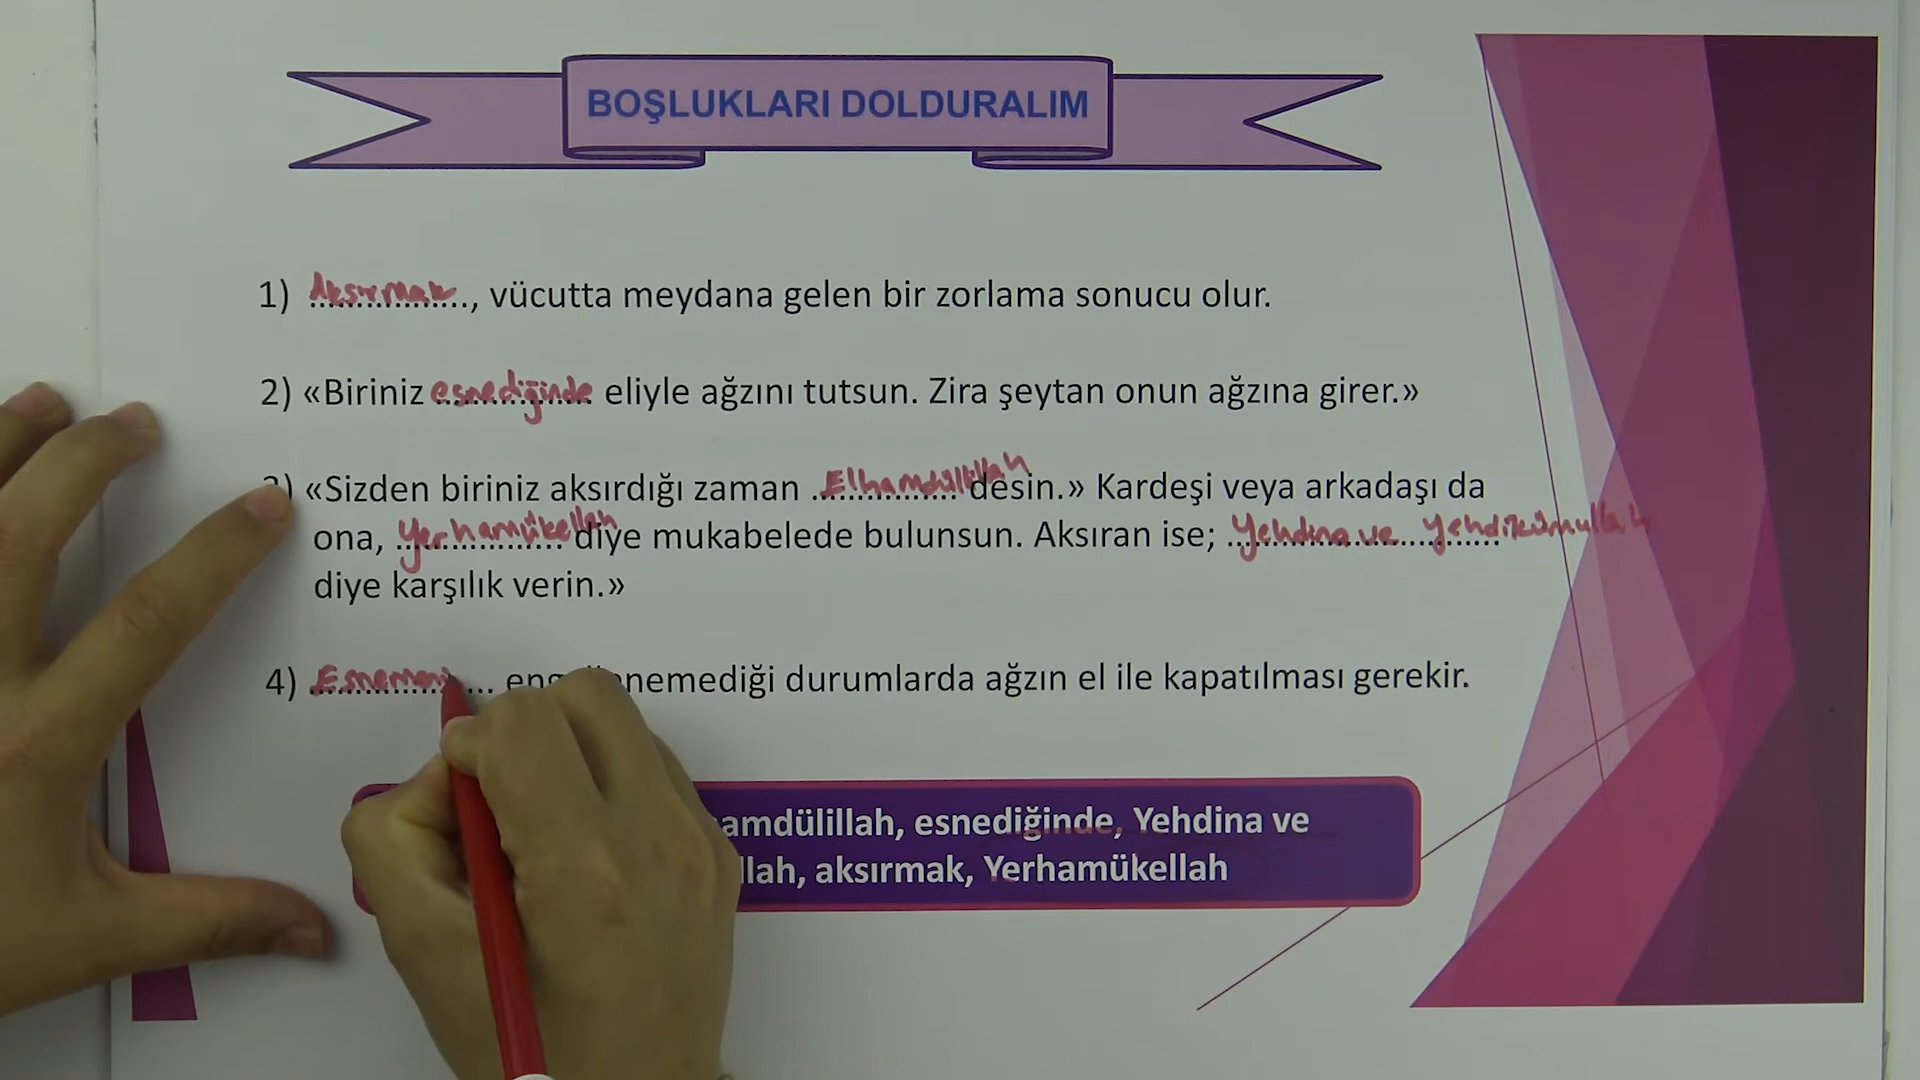 BOŞLUKLARI DOLDURALIM
1) Aksırmak, vücutta meydana gelen bir zorlama sonucu olur.
2) «Biriniz esnediğinde eliyle ağzını tutsun. Zira şeytan onun ağzına girer.»
) «Sizden biriniz aksırdığı zaman Elhamdülillah desin.» Kardeşi veya arkadaşı da
ona, Yerhamükellah diye mukabelede bulunsun. Aksıran ise; Yehdina ve Yehdikümullah
diye karşılık verin.»
4) Esnemeni durumlarda ağzın el ile kapatılması gerekir.
amdülillah, esnediğinde, Yehdina ve
llah, aksırmak, Yerhamükellah